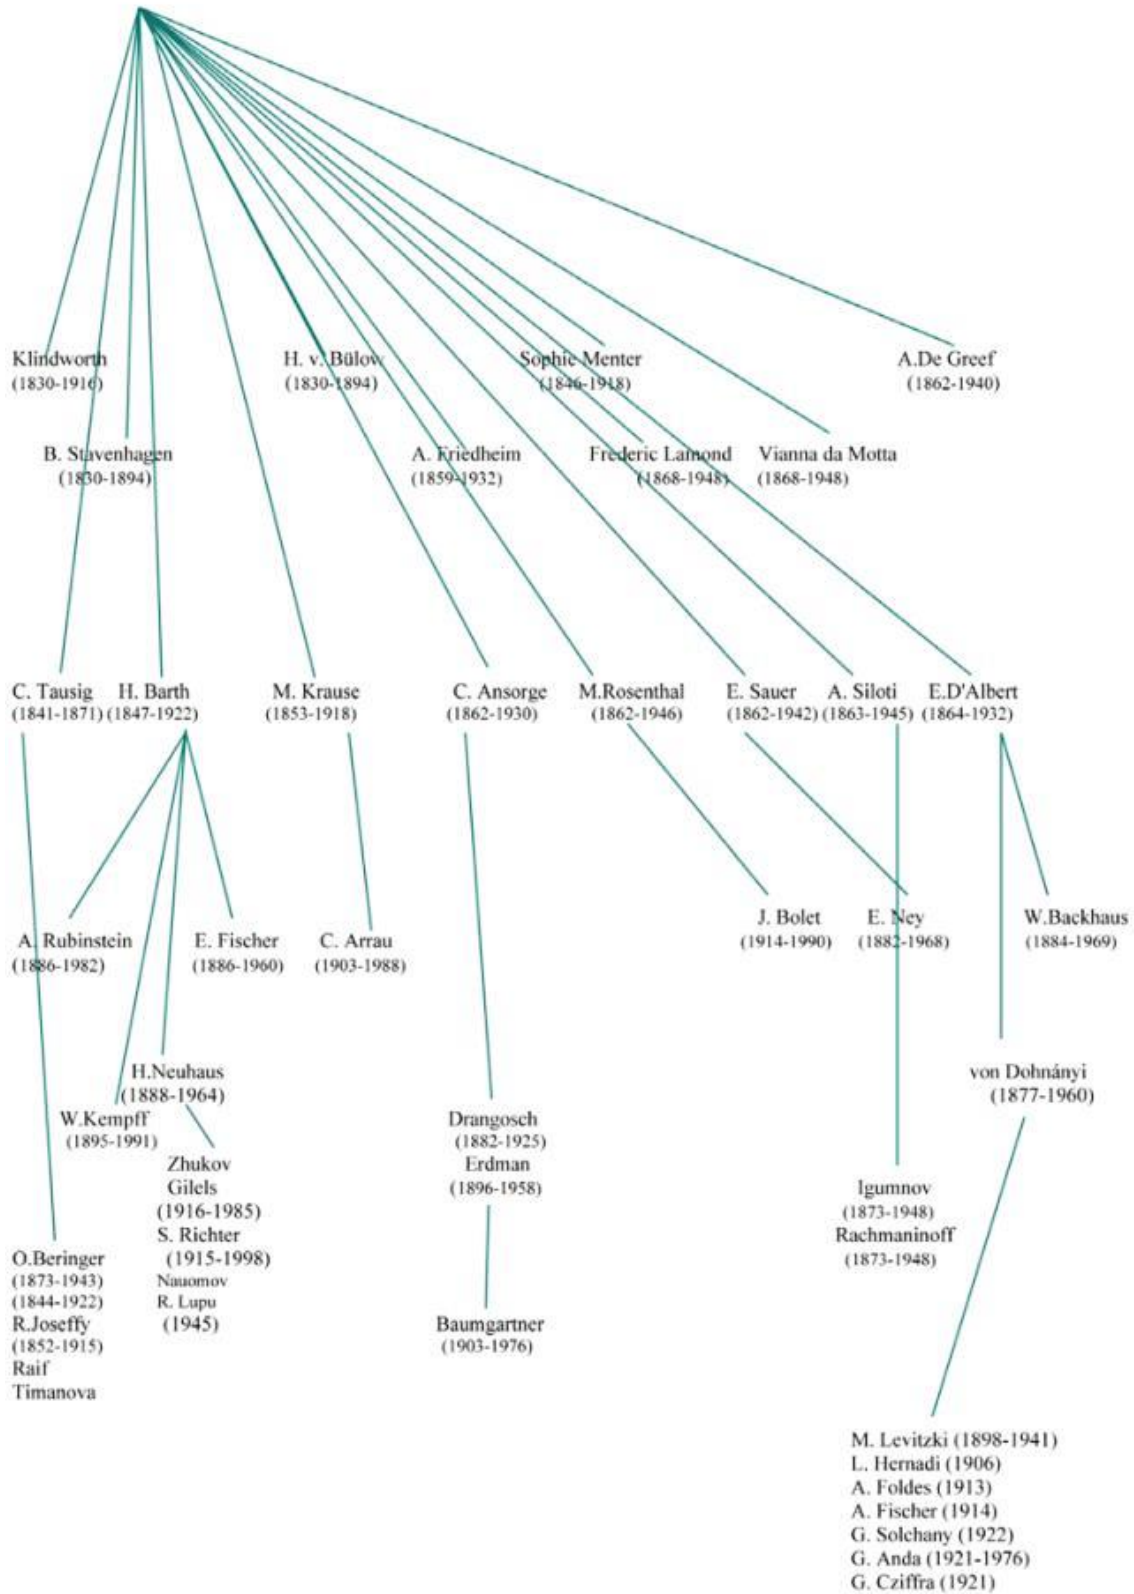 Klindworth
(1830-1916)
H. v. Bülow
(1830-1894)
Sophie Menter
(1846-1918)
A.De Greef
(1862-1940)
B. Stavenhagen
(1830-1894)
A. Friedheim
(1859-1932)
Frederic Lamond
(1868-1948)
Vianna da Motta
(1868-1948)
C. Tausig
(1841-1871)
H. Barth
(1847-1922)
M. Krause
(1853-1918)
C. Ansorge
(1862-1930)
M.Rosenthal
(1862-1946)
E. Sauer
(1862-1942)
A. Siloti
(1863-1945)
E.D'Albert
(1864-1932)
A. Rubinstein
(1886-1982)
E. Fischer
(1886-1960)
C. Arrau
(1903-1988)
J. Bolet
(1914-1990)
E. Ney
(1882-1968)
W.Backhaus
(1884-1969)
H.Neuhaus
(1888-1964)
W.Kempff
(1895-1991)
Zhukov
Gilels
(1916-1985)
S. Richter
(1915-1998)
Nauomov
R. Lupu
(1945)
Drangosch
(1882-1925)
Erdman
(1896-1958)
Baumgartner
(1903-1976)
von Dohnányi
(1877-1960)
Igumnov
(1873-1948)
Rachmaninoff
(1873-1948)
O.Beringer
(1873-1943)
(1844-1922)
R.Joseffy
(1852-1915)
Raif
Timanova
M. Levitzki (1898-1941)
L. Hernadi (1906)
A. Foldes (1913)
A. Fischer (1914)
G. Solchany (1922)
G. Anda (1921-1976)
G. Cziffra (1921)